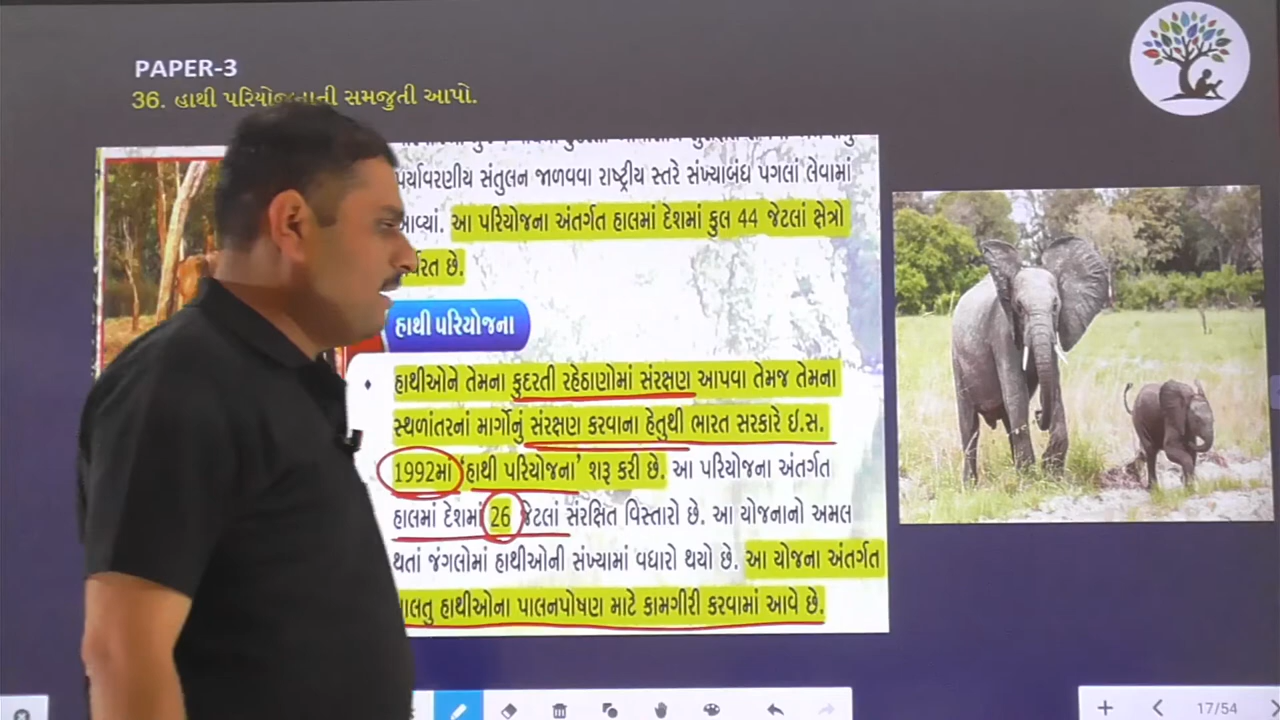 PAPER-3
36. હાથી પરિયોજનાની સમજુતી આપો.
પર્યાવરણીય સંતુલન જાળવવા રાષ્ટ્રીય સ્તરે સંખ્યાબંધ પગલાં લેવામાં
આવ્યાં. આ પરિયોજના અંતર્ગત હાલમાં દેશમાં કુલ 44 જેટલાં ક્ષેત્રો
છે.
હાથી પરિયોજના
હાથીઓને તેમના કુદરતી રહેઠાણોમાં સંરક્ષણ આપવા તેમજ તેમના
સ્થળાંતરનાં માર્ગોનું સંરક્ષણ કરવાના હેતુથી ભારત સરકારે ઇ.સ.
1992માં ‘હાથી પરિયોજના’ શરૂ કરી છે. આ પરિયોજના અંતર્ગત
હાલમાં દેશમાં 26 જેટલાં સંરક્ષિત વિસ્તારો છે. આ યોજનાનો અમલ
થતાં જંગલોમાં હાથીઓની સંખ્યામાં વધારો થયો છે. આ યોજના અંતર્ગત
પાલતુ હાથીઓના પાલનપોષણ માટે કામગીરી કરવામાં આવે છે.
17/54